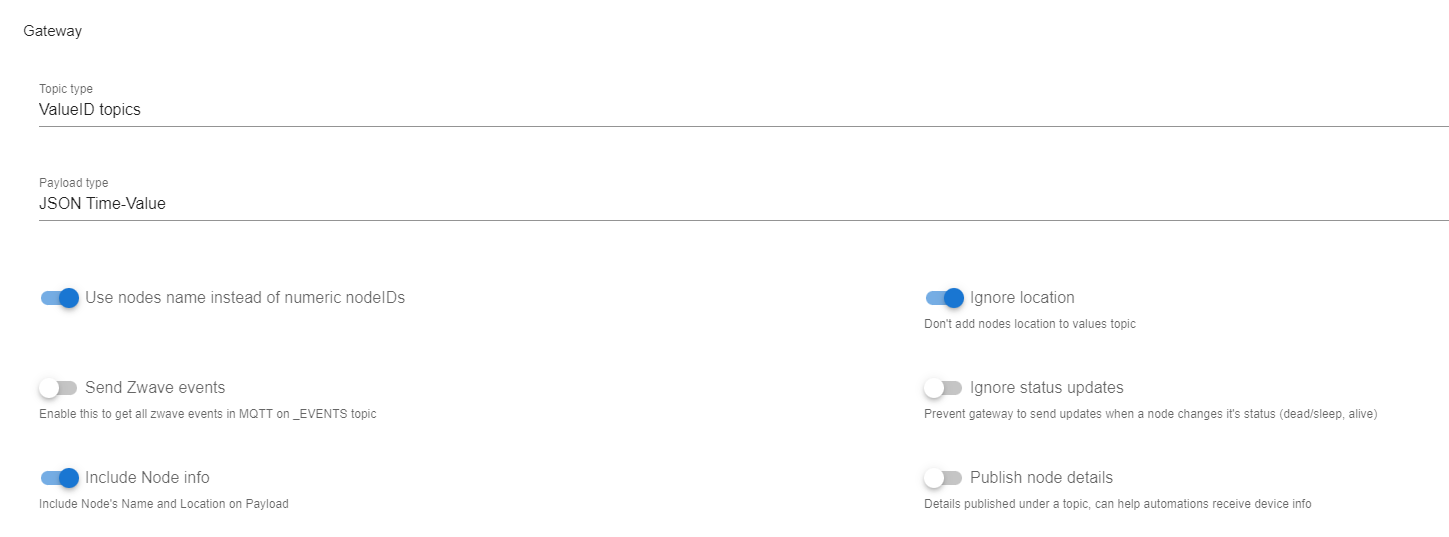 Gateway
Topic type
ValueID topics
Payload type
JSON Time-Value
Use nodes name instead of numeric nodeIDs
Ignore location
Don't add nodes location to values topic
Send Zwave events
Ignore status updates
Enable this to get all zwave events in MQTT on _EVENTS topic
Prevent gateway to send updates when a node changes it's status (dead/sleep, alive)
Include Node info
Publish node details
Include Node's Name and Location on Payload
Details published under a topic, can help automations receive device info